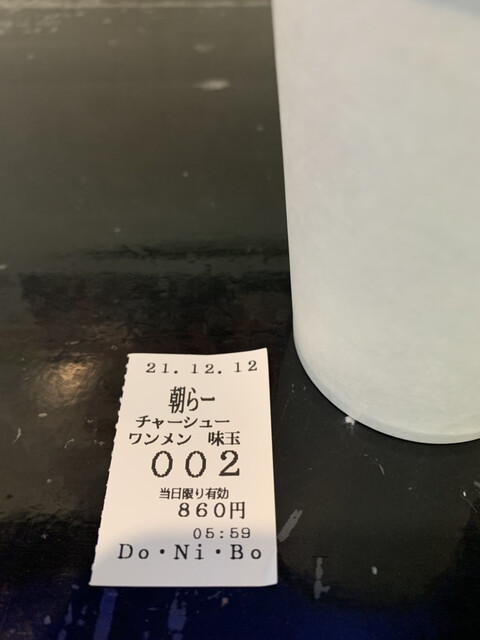 21.12.12
朝らー
チャーシュー
ワンメン 味玉
002
当日限り有効
860円
05:59
Do・Ni・Bo